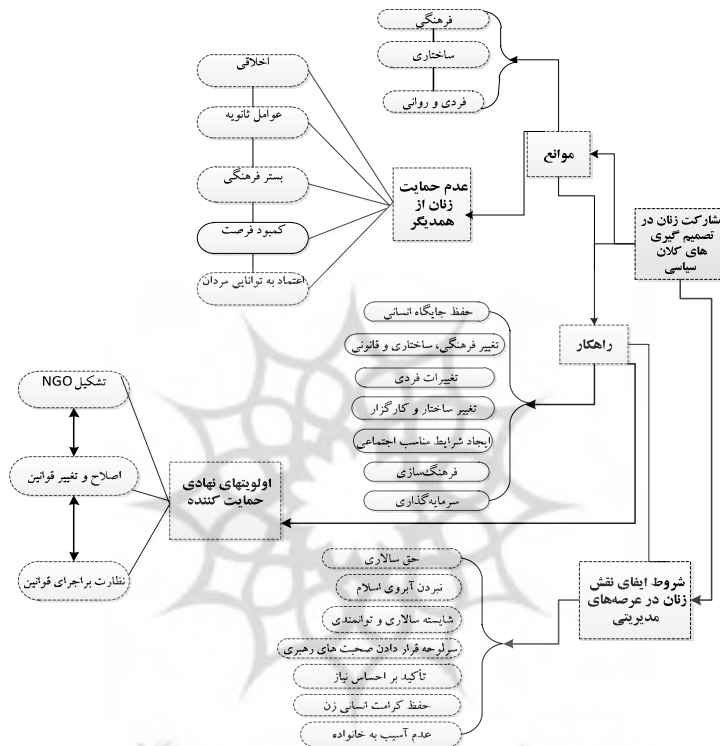 فرهنگی
ساختاری
فردی و روانی
موانع
مشارکت زنان در
تصمیم گیری
های کلان
سیاسی
عدم حمایت
زنان از
همدیگر
اخلاقی
عوامل ثانویه
بستر فرهنگی
کمبود فرصت
اعتماد به توانایی مردان
راهکار
حفظ جایگاه انسانی
تغییر فرهنگی، ساختاری و قانونی
تغییرات فردی
تغییر ساختار و کارگزار
ایجاد شرایط مناسب اجتماعی
فرهنگ‌سازی
سرمایه‌گذاری
اولویتهای نهادی
حمایت کننده
تشکیل NGO
اصلاح و تغییر قوانین
نظارت براجرای قوانین
شروط ایفای نقش
زنان در عرصه‌های
مدیریتی
حق سالاری
نبردن آبروی اسلام
شایسته سالاری و توانمندی
سرلوحه قرار دادن صحبت های رهبری
تأکید بر احساس نیاز
حفظ کرامت انسانی زن
عدم آسیب به خانواده